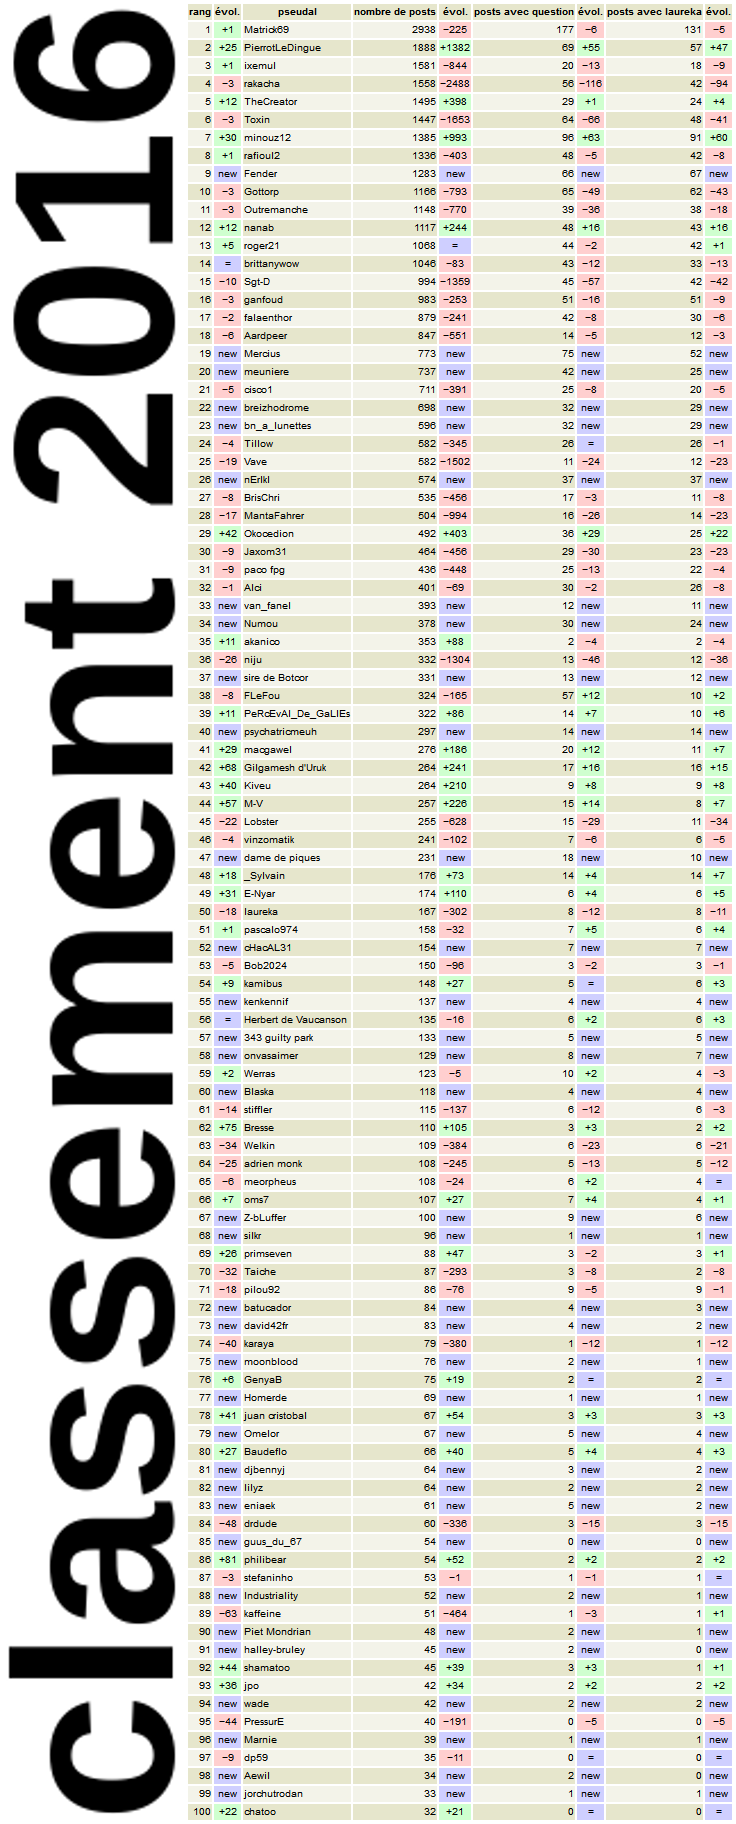 classement 2016
rang évol. pseudal nombre de posts évol. posts avec question évol. posts avec laureka évol.
1 +1 Matrick69 2938 −225 177 −6 131 −5
2 +25 PierrotLeDingue 1888 +1382 69 +55 57 +47
3 +1 ixemul 1581 −844 20 −13 18 −9
4 −3 rakacha 1558 −2488 56 −116 42 −94
5 +12 TheCreator 1495 +398 29 +1 24 +4
6 −3 Toxin 1447 −1653 64 −66 48 −41
7 +30 minouz12 1385 +993 96 +63 91 +60
8 +1 rafioul2 1336 −403 48 −5 42 −8
9 new Fender 1283 new 66 new 67 new
10 −3 Gottorp 1166 −793 65 −49 62 −43
11 −3 Outremanche 1148 −770 39 −36 38 −18
12 +12 nanab 1117 +244 48 +16 43 +16
13 +5 roger21 1068 = 44 −2 42 +1
14 = brittanywow 1046 −83 43 −12 33 −13
15 −10 Sgt-D 994 −1359 45 −57 42 −42
16 −3 ganfoud 983 −253 51 −16 51 −9
17 −2 falaenthor 879 −241 42 −8 30 −6
18 −6 Aardpeer 847 −551 14 −5 12 −3
19 new Mercius 773 new 75 new 52 new
20 new meuniere 737 new 42 new 25 new
21 −5 cisco1 711 −391 25 −8 20 −5
22 new breizhodrome 698 new 32 new 29 new
23 new bn_a_lunettes 596 new 32 new 29 new
24 −4 Tillow 582 −345 26 = 26 −1
25 −19 Vave 582 −1502 11 −24 12 −23
26 new nErIkI 574 new 37 new 37 new
27 −8 BrisChri 535 −456 17 −3 11 −8
28 −17 MantaFahrer 504 −994 16 −26 14 −23
29 +42 Okocedion 492 +403 36 +29 25 +22
30 −9 Jaxom31 464 −456 29 −30 23 −23
31 −9 paco fpg 436 −448 25 −13 22 −4
32 −1 Alci 401 −69 30 −2 26 −8
33 new van_fanel 393 new 12 new 11 new
34 new Numou 378 new 30 new 24 new
35 +11 akanico 353 +88 2 −4 2 −4
36 −26 niju 332 −1304 13 −46 12 −36
37 new sire de Botcor 331 new 13 new 12 new
38 −8 FLeFou 324 −165 57 +12 10 +2
39 +11 PeRcEvAl_De_GaLlEs 322 +86 14 +7 10 +6
40 new psychatricmeuh 297 new 14 new 14 new
41 +29 macgawel 276 +186 20 +12 11 +7
42 +68 Gilgamesh d'Uruk 264 +241 17 +16 16 +15
43 +40 Kiveu 264 +210 9 +8 9 +8
44 +57 M-V 257 +226 15 +14 8 +7
45 −22 Lobster 255 −628 15 −29 11 −34
46 −4 vinzomatik 241 −102 7 −6 6 −5
47 new dame de piques 231 new 18 new 10 new
48 +18 _Sylvain 176 +73 14 +4 14 +7
49 +31 E-Nyar 174 +110 6 +4 6 +5
50 −18 laureka 167 −302 8 −12 8 −11
51 +1 pascalo974 158 −32 7 +5 6 +4
52 new cHacAL31 154 new 7 new 7 new
53 −5 Bob2024 150 −96 3 −2 3 −1
54 +9 kamibus 148 +27 5 = 6 +3
55 new kenkennif 137 new 4 new 4 new
56 = Herbert de Vaucanson 135 −16 6 +2 6 +3
57 new 343 guilty park 133 new 5 new 5 new
58 new onvasaimer 129 new 8 new 7 new
59 +2 Werras 123 −5 10 +2 4 −3
60 new Blaska 118 new 4 new 4 new
61 −14 stiffler 115 −137 6 −12 6 −3
62 +75 Bresse 110 +105 3 +3 2 +2
63 −34 Welkin 109 −384 6 −23 6 −21
64 −25 adrien monk 108 −245 5 −13 5 −12
65 −6 meorpheus 108 −24 6 +2 4 =
66 +7 oms7 107 +27 7 +4 4 +1
67 new Z-bLuffer 100 new 9 new 6 new
68 new silkr 96 new 1 new 1 new
69 +26 primseven 88 +47 3 −2 3 +1
70 −32 Taiche 87 −293 3 −8 2 −8
71 −18 pilou92 86 −76 9 −5 9 −1
72 new batucador 84 new 4 new 3 new
73 new david42fr 83 new 4 new 2 new
74 −40 karaya 79 −380 1 −12 1 −12
75 new moonblood 76 new 2 new 1 new
76 +6 GenyaB 75 +19 2 = 2 =
77 new Homerde 69 new 1 new 1 new
78 +41 juan cristobal 67 +54 3 +3 3 +3
79 new Omelor 67 new 5 new 4 new
80 +27 Baudeflo 66 +40 5 +4 4 +3
81 new djbennyj 64 new 3 new 2 new
82 new lilyz 64 new 2 new 2 new
83 new eniaek 61 new 5 new 2 new
84 −48 drdude 60 −336 3 −15 3 −15
85 new guus_du_67 54 new 0 new 0 new
86 +81 philibear 54 +52 2 +2 2 +2
87 −3 stefaninho 53 −1 1 −1 1 =
88 new Industriality 52 new 2 new 1 new
89 −63 kaffeine 51 −464 1 −3 1 +1
90 new Piet Mondrian 48 new 2 new 1 new
91 new halley-bruley 45 new 2 new 0 new
92 +44 shamatoo 45 +39 3 +3 1 +1
93 +36 jpo 42 +34 2 +2 2 +2
94 new wade 42 new 2 new 2 new
95 −44 PressurE 40 −191 0 −5 0 −5
96 new Marnie 39 new 1 new 1 new
97 −9 dp59 35 −11 0 = 0 =
98 new Aewil 34 new 2 new 0 new
99 new jorchutrodan 33 new 1 new 1 new
100 +22 chatoo 32 +21 0 = 0 =